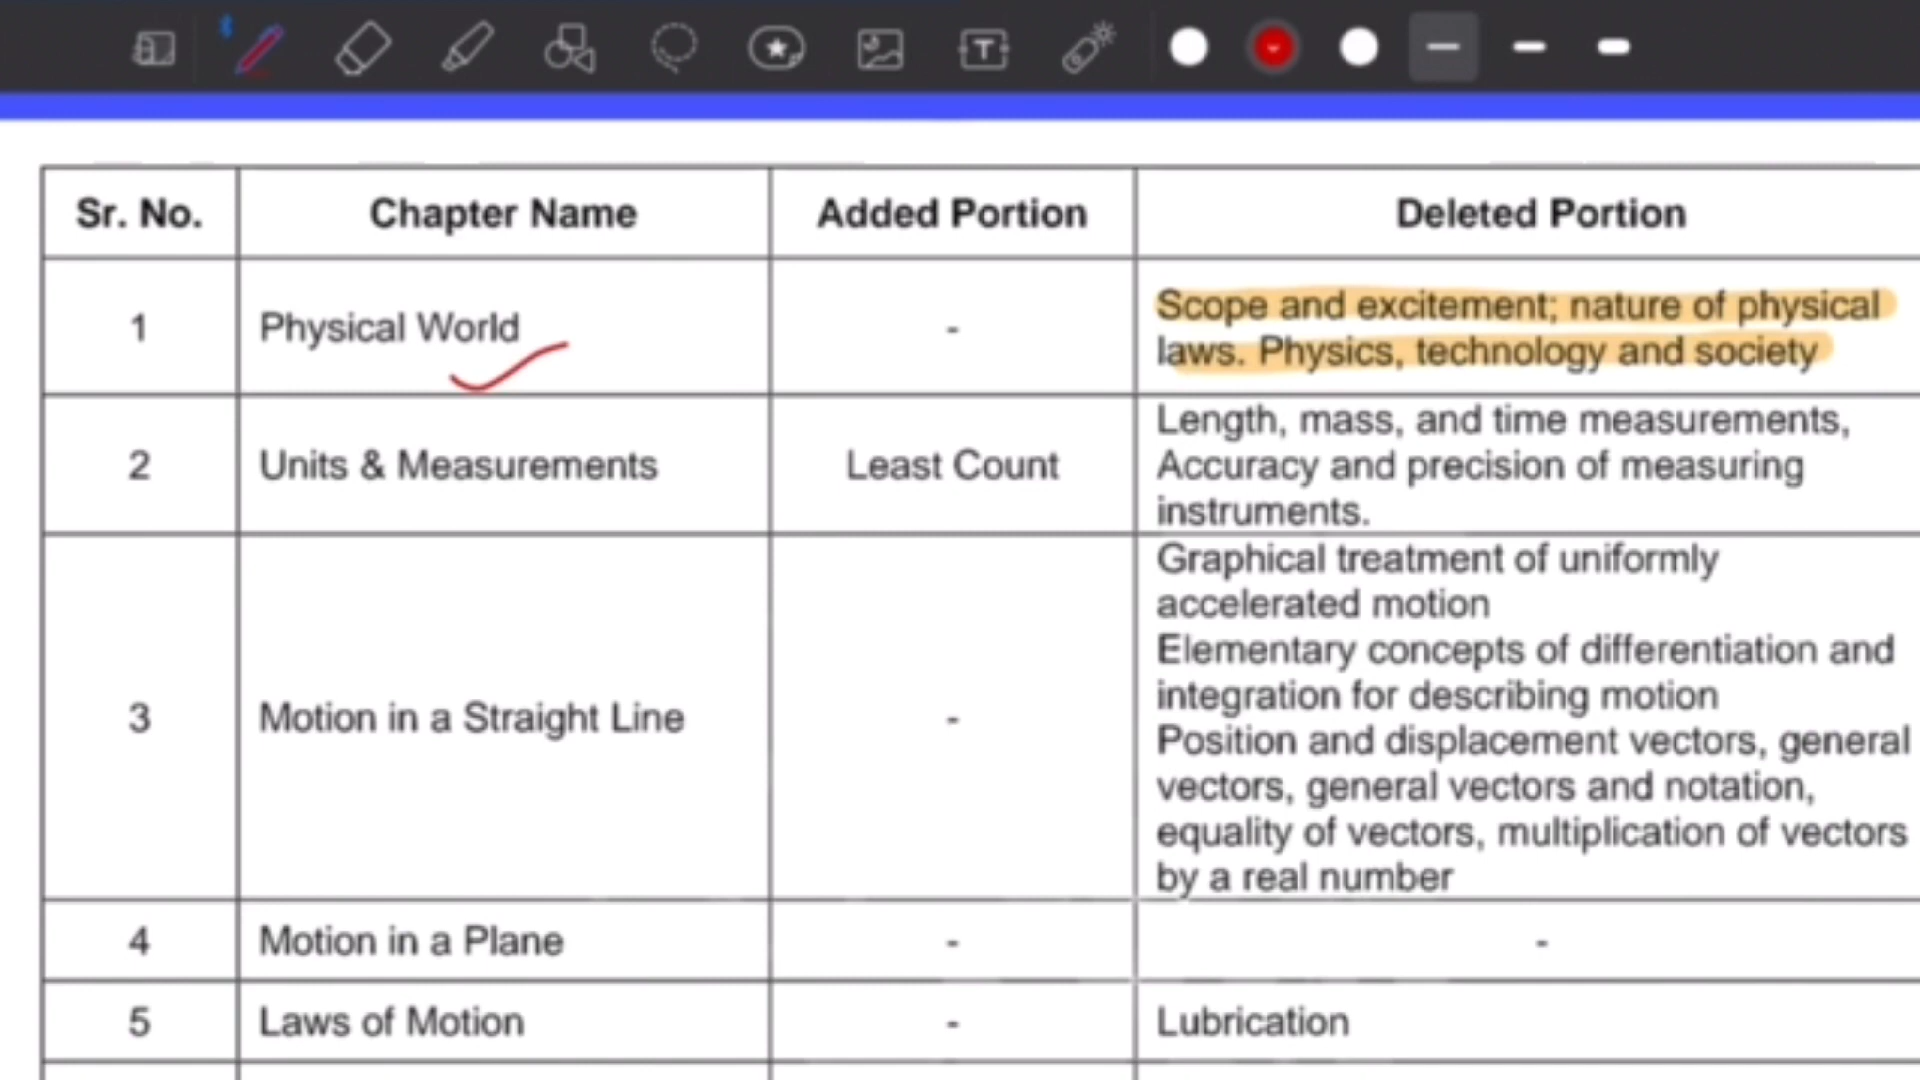 Sr. No. Chapter Name Added Portion Deleted Portion
1 Physical World - Scope and excitement; nature of physical
laws. Physics, technology and society
2 Units & Measurements Least Count Length, mass, and time measurements,
Accuracy and precision of measuring
instruments.
3 Motion in a Straight Line - Graphical treatment of uniformly
accelerated motion
Elementary concepts of differentiation and
integration for describing motion
Position and displacement vectors, general
vectors, general vectors and notation,
equality of vectors, multiplication of vectors
by a real number
4 Motion in a Plane - -
5 Laws of Motion - Lubrication